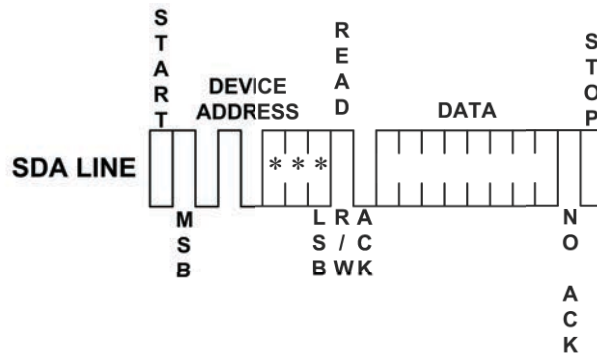 START
READ
STOP
DEVICE
ADDRESS
DATA
SDA LINE
* * *
MSB
LSB
R/W
ACK
NO ACK